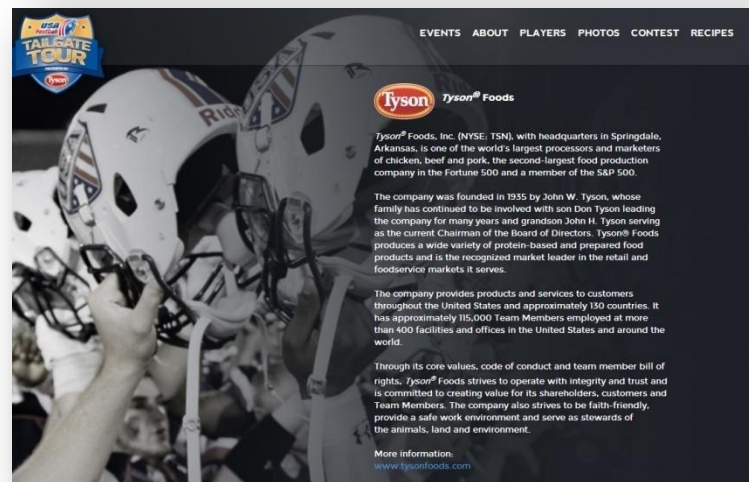 USA
Football
TAILGATE
TOUR
PRESENTED BY
Tyson
EVENTS ABOUT PLAYERS PHOTOS CONTEST RECIPES
Ridd
USA
Tyson
Tyson® Foods
Tyson® Foods, Inc. (NYSE: TSN), with headquarters in Springdale,
Arkansas, is one of the world's largest processors and marketers
of chicken, beef and pork, the second-largest food production
company in the Fortune 500 and a member of the S&P 500.
The company was founded in 1935 by John W. Tyson, whose
family has continued to be involved with son Don Tyson leading
the company for many years and grandson John H. Tyson serving
as the current Chairman of the Board of Directors. Tyson® Foods
produces a wide variety of protein-based and prepared food
products and is the recognized market leader in the retail and
foodservice markets it serves.
The company provides products and services to customers
throughout the United States and approximately 130 countries. It
has approximately 115,000 Team Members employed at more
than 400 facilities and offices in the United States and around the
world.
Through its core values, code of conduct and team member bill of
rights, Tyson® Foods strives to operate with integrity and trust and
is committed to creating value for its shareholders, customers and
Team Members. The company also strives to be faith-friendly,
provide a safe work environment and serve as stewards of
the animals, land and environment.
More information:
www.tysonfoods.com